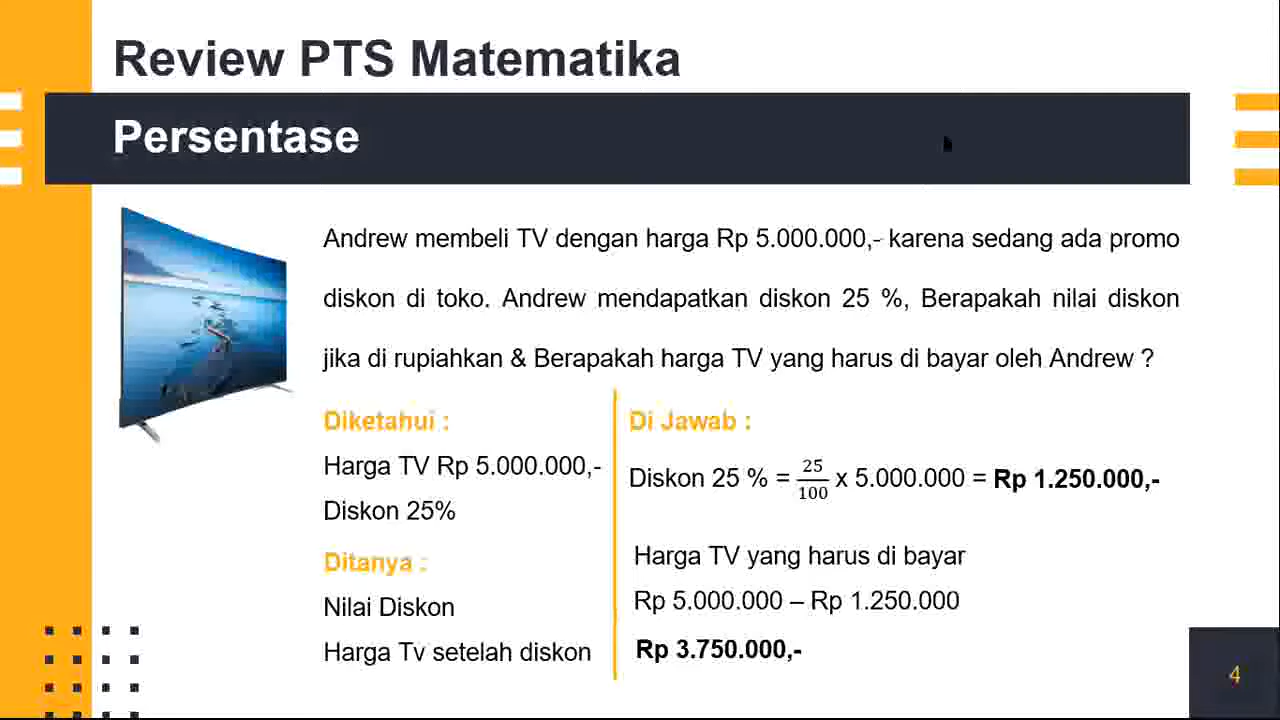 Review PTS Matematika
Persentase
Andrew membeli TV dengan harga Rp 5.000.000,- karena sedang ada promo
diskon di toko. Andrew mendapatkan diskon 25 %, Berapakah nilai diskon
jika di rupiahkan & Berapakah harga TV yang harus di bayar oleh Andrew ?
Diketahui :
Harga TV Rp 5.000.000,-
Diskon 25%
Ditanya :
Nilai Diskon
Harga Tv setelah diskon
Di Jawab :
Diskon 25 % = 25/100 x 5.000.000 = Rp 1.250.000,-
Harga TV yang harus di bayar
Rp 5.000.000 – Rp 1.250.000
Rp 3.750.000,-
4